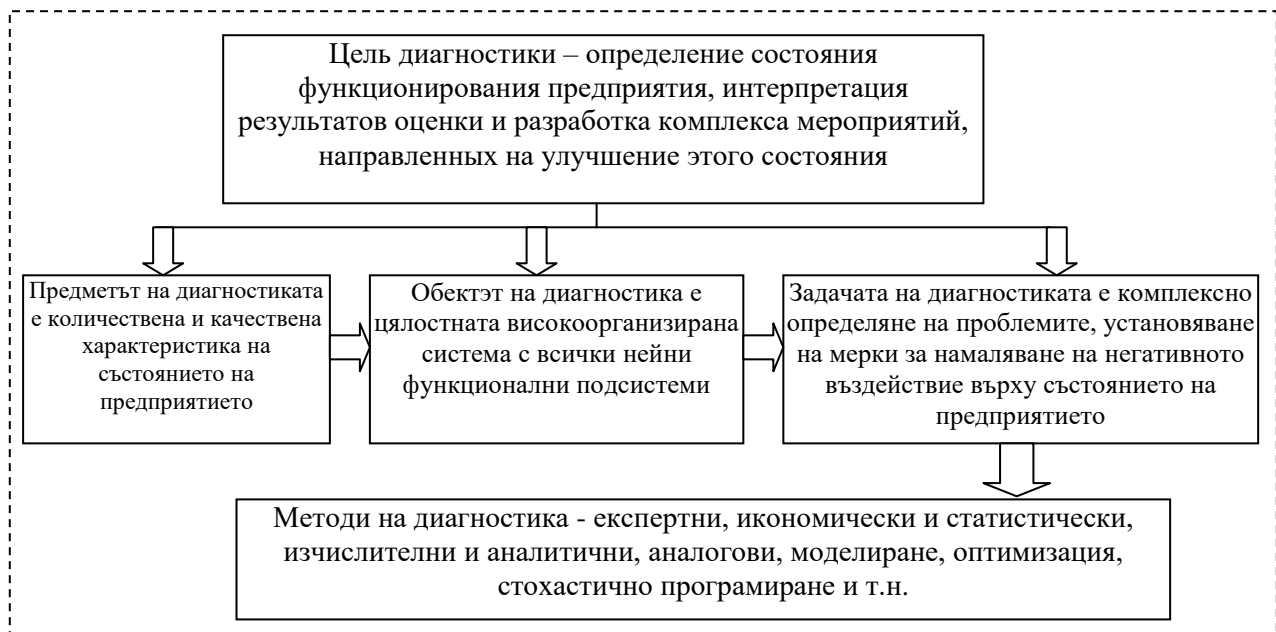 Цель диагностики – определение состояния
функционирования предприятия, интерпретация
результатов оценки и разработка комплекса мероприятий,
направленных на улучшение этого состояния
Предметът на диагностиката
е количествена и качествена
характеристика на
състоянието на
предприятието
Обектэт на диагностика е
цялостната високоорганизирана
система с всички нейни
функционални подсистеми
Задачата на диагностиката е комплексно
определяне на проблемите, установяване
на мерки за намаляване на негативното
въздействие върху състоянието на
предприятието
Методи на диагностика - експертни, икономически и статистически,
изчислителни и аналитични, аналогови, моделиране, оптимизация,
стохастично програмиране и т.н.